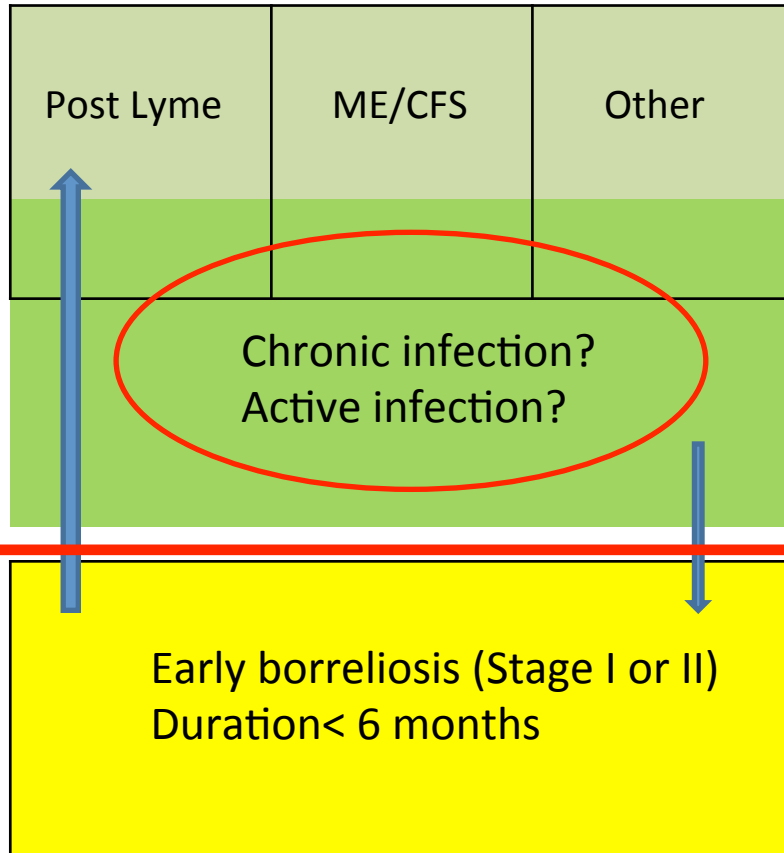 Post Lyme ME/CFS Other
Chronic infection?
Active infection?
Early borreliosis (Stage I or II)
Duration< 6 months